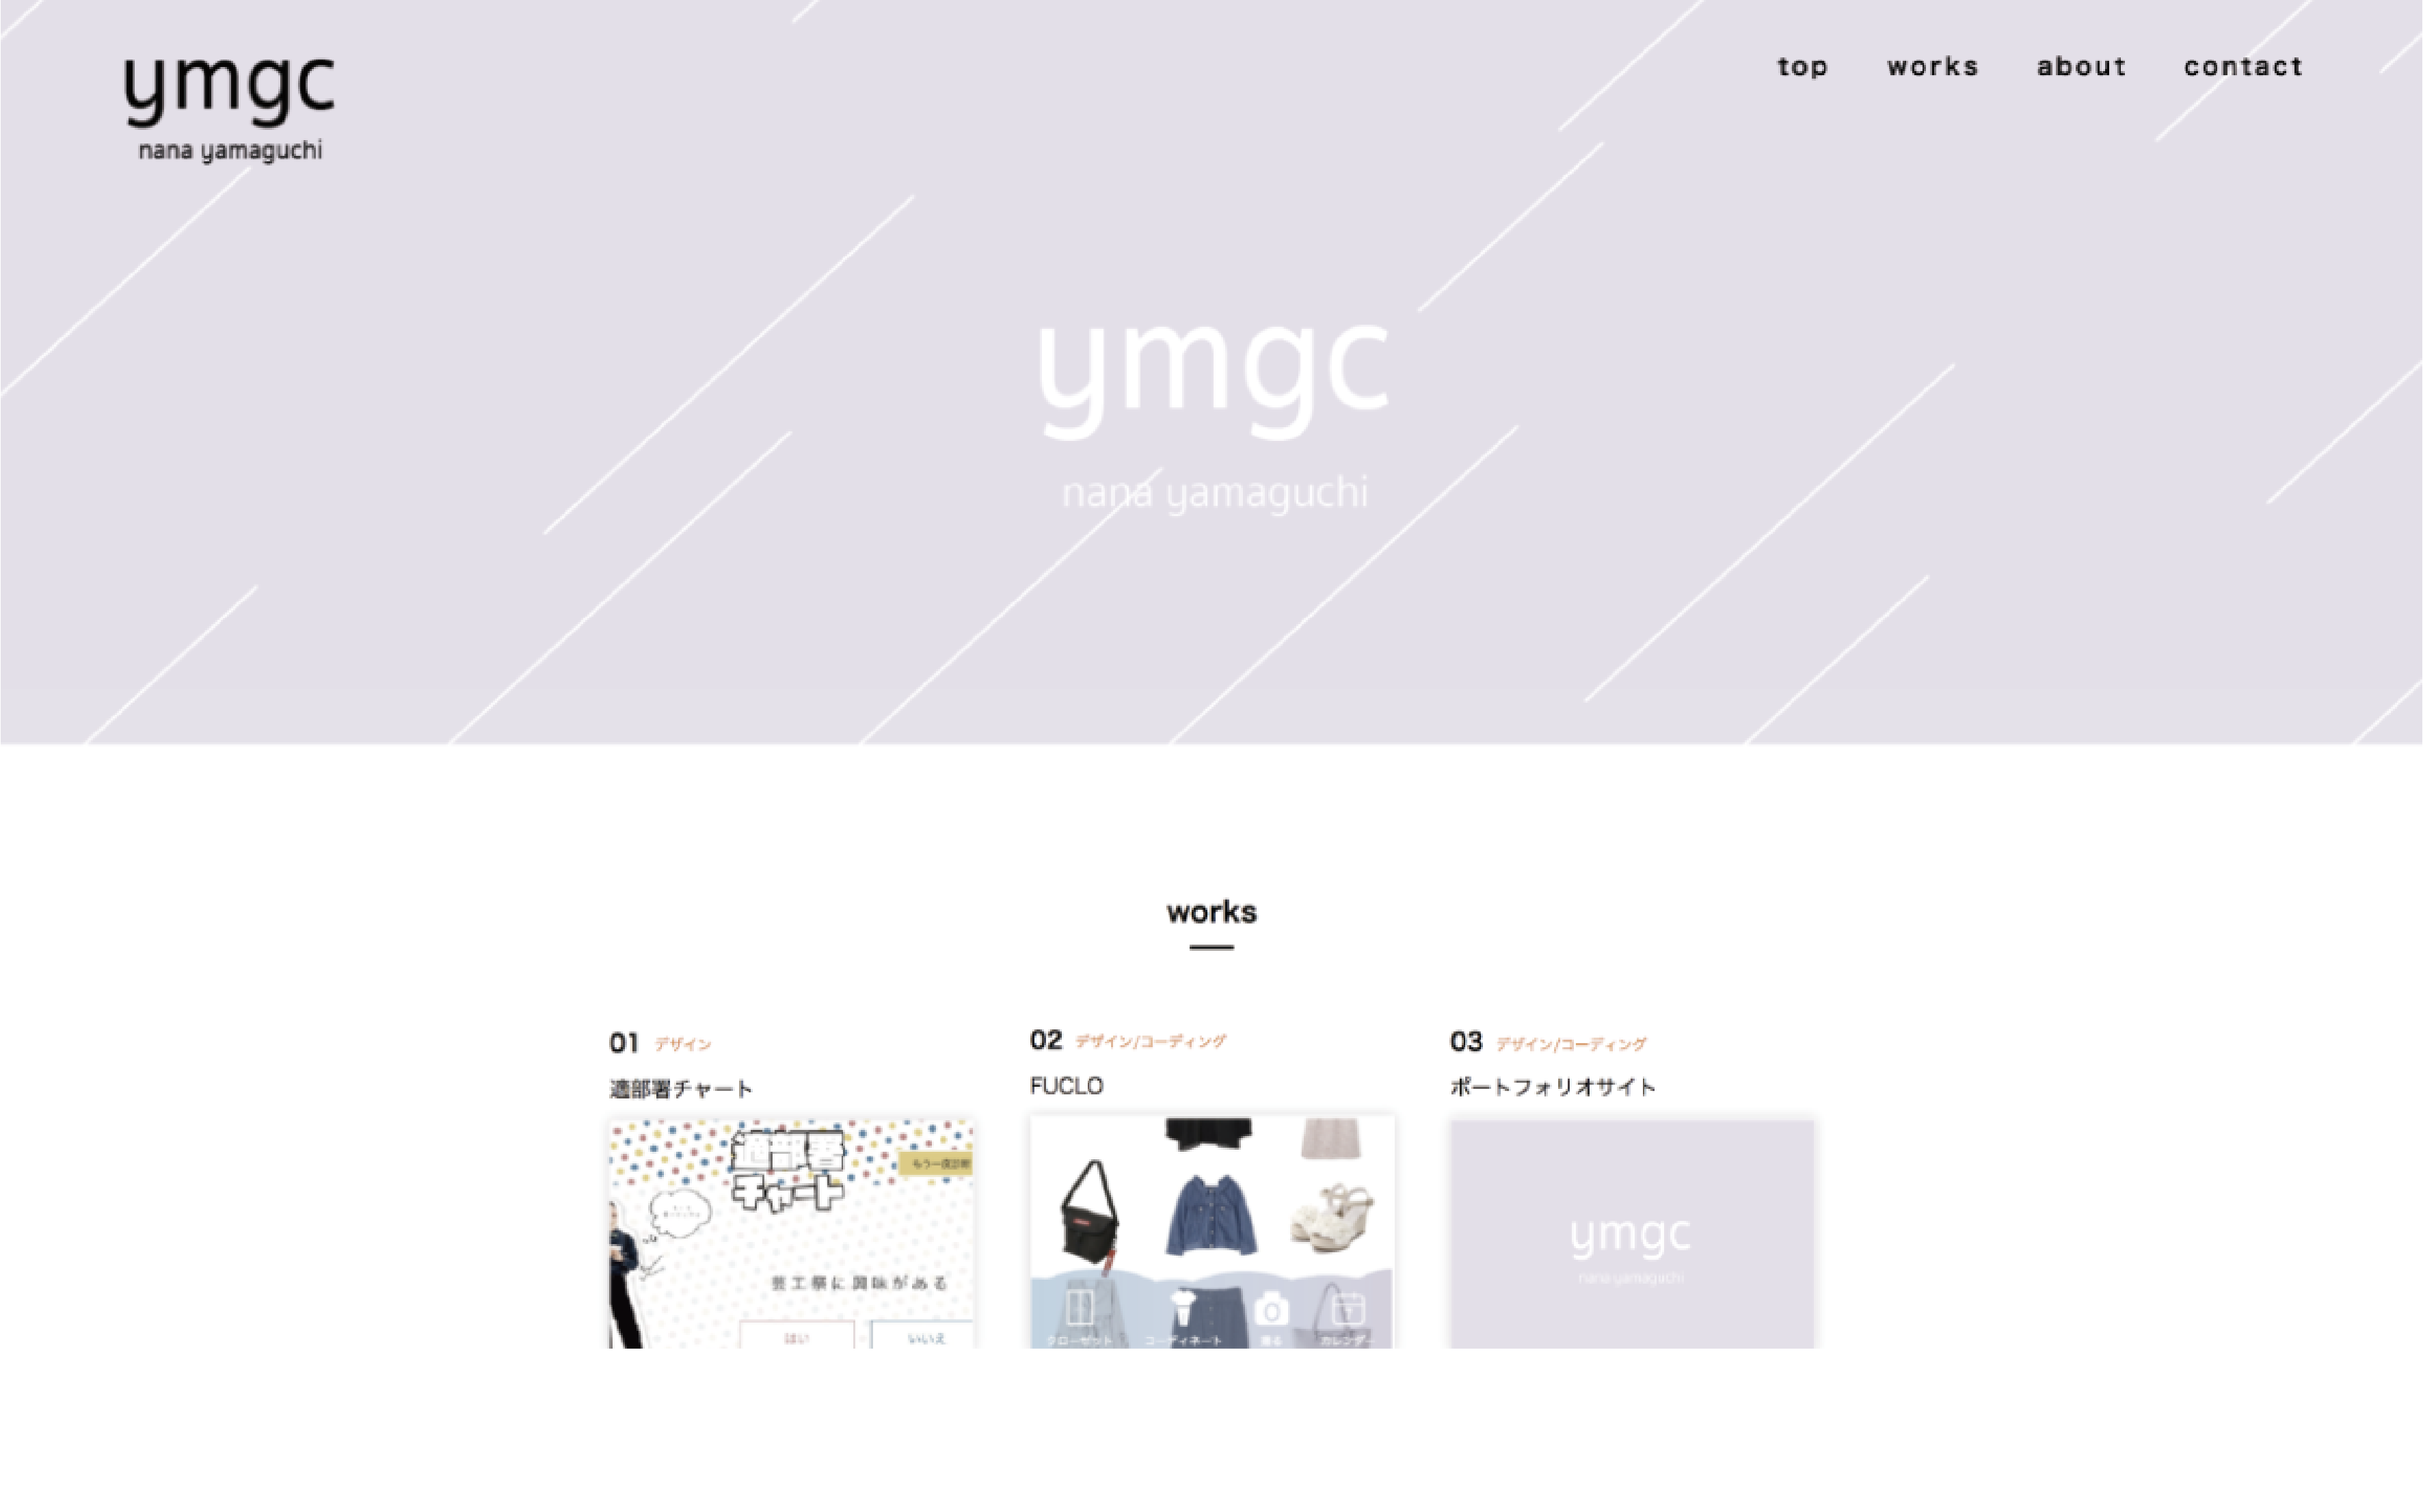 ymgc
nana yamaguchi
top works about contact
ymgc
nana yamaguchi
works
01 デザイン
適部署チャート
適部署
チャート
もう一度診断
芸工祭に興味がある
はい
いいえ
02 デザイン/コーディング
FUCLO
クローゼット コーディネート 撮る カレンダー
03 デザイン/コーディング
ポートフォリオサイト
ymgc
nana yamaguchi